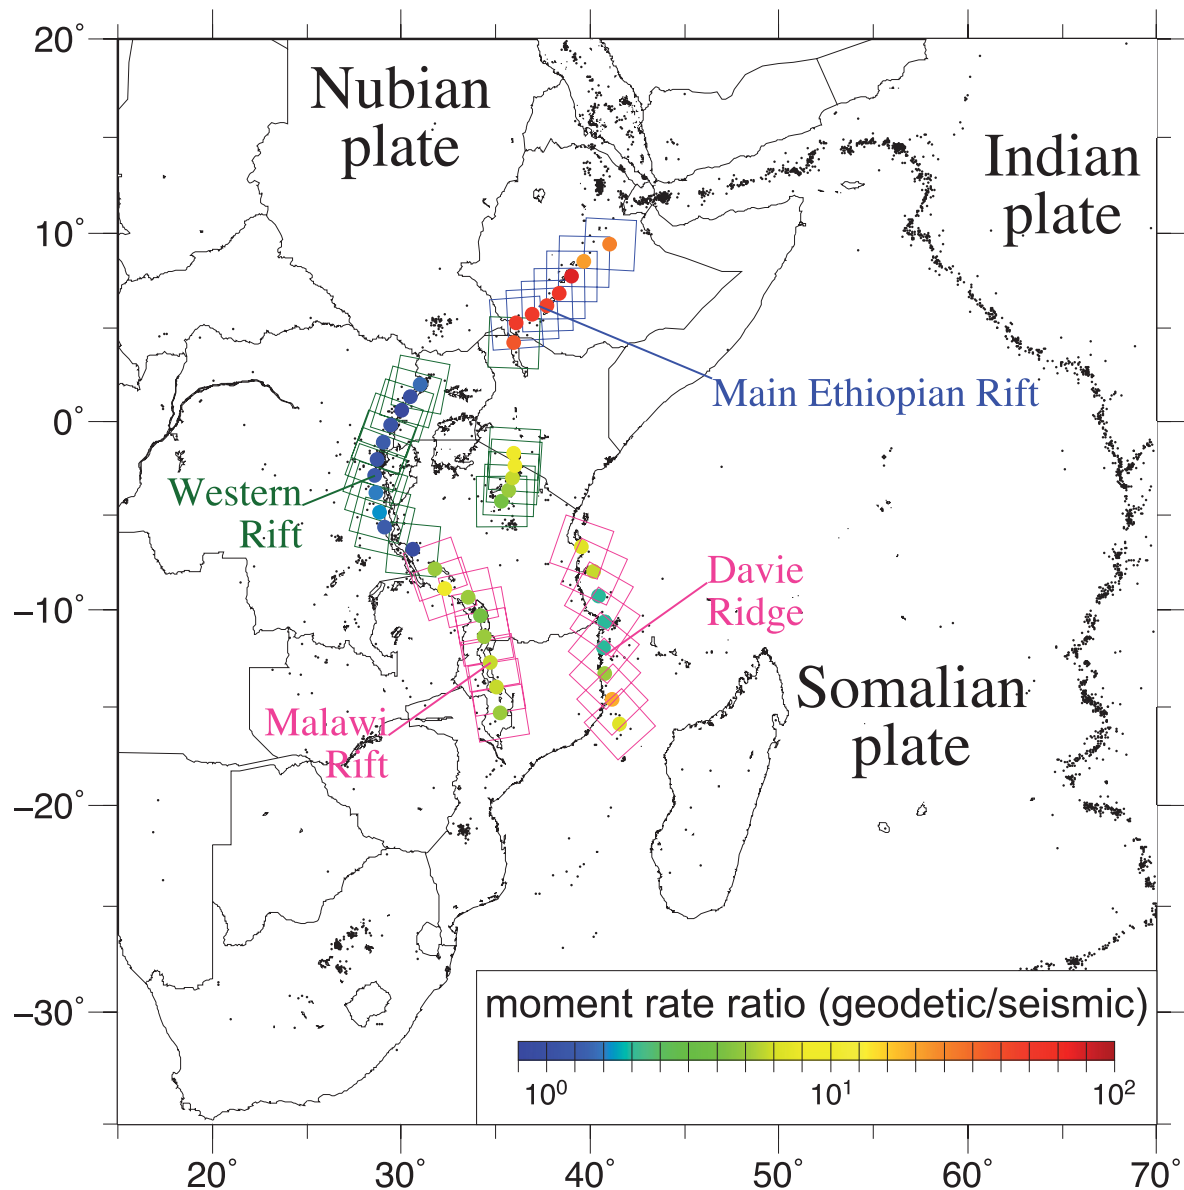 20°
Nubian
plate
Indian
plate
10°
Main Ethiopian Rift
0°
Western
Rift
Davie
Ridge
−10°
Somalian
plate
Malawi
Rift
−20°
−30°
moment rate ratio (geodetic/seismic)
10⁰ 10¹ 10²
20° 30° 40° 50° 60° 70°